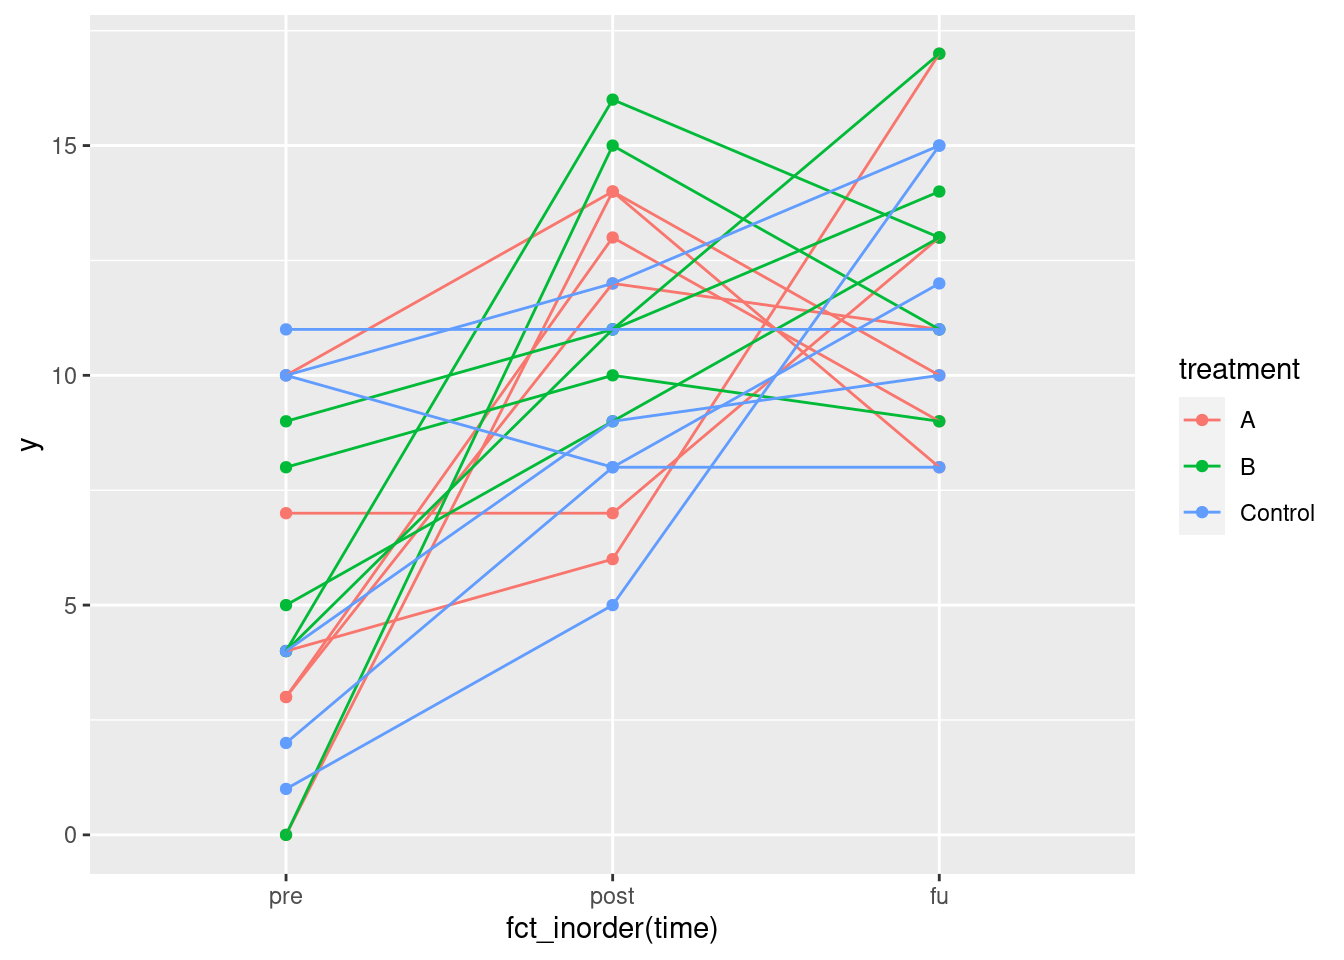 15
10
5
0
y
pre
post
fu
fct_inorder(time)
treatment
A
B
Control